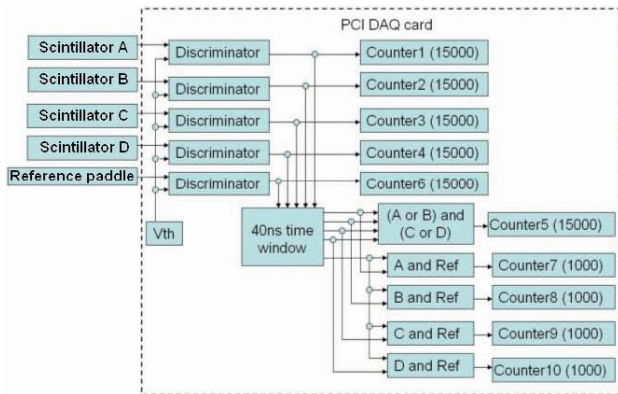 PCI DAQ card
Scintillator A
Discriminator
Counter1 (15000)
Scintillator B
Discriminator
Counter2 (15000)
Scintillator C
Discriminator
Counter3 (15000)
Scintillator D
Discriminator
Counter4 (15000)
Reference paddle
Discriminator
Counter6 (15000)
Vth
40ns time
window
(A or B) and
(C or D)
Counter5 (15000)
A and Ref
Counter7 (1000)
B and Ref
Counter8 (1000)
C and Ref
Counter9 (1000)
D and Ref
Counter10 (1000)